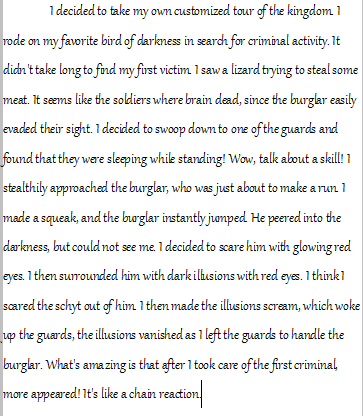 I decided to take my own customized tour of the kingdom. I
rode on my favorite bird of darkness in search for criminal activity. It
didn't take long to find my first victim. I saw a lizard trying to steal some
meat. It seems like the soldiers where brain dead, since the burglar easily
evaded their sight. I decided to swoop down to one of the guards and
found that they were sleeping while standing! Wow, talk about a skill! I
stealthily approached the burglar, who was just about to make a run. I
made a squeak, and the burglar instantly jumped. He peered into the
darkness, but could not see me. I decided to scare him with glowing red
eyes. I then surrounded him with dark illusions with red eyes. I think I
scared the schyt out of him. I then made the illusions scream, which woke
up the guards, the illusions vanished as I left the guards to handle the
burglar. What's amazing is that after I took care of the first criminal,
more appeared! It's like a chain reaction.